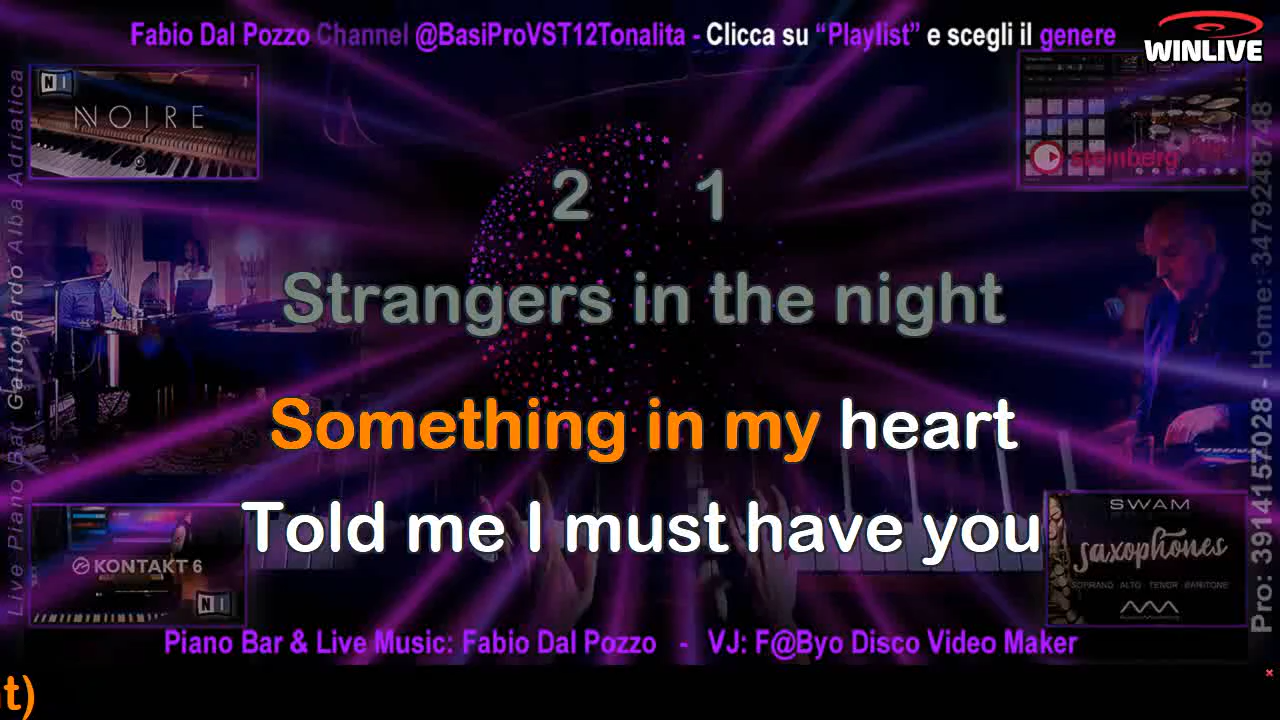 Fabio Dal Pozzo Channel @BasiProVST12Tonalita - Clicca su “Playlist” e scegli il genere
WINLIVE
NI
NOIRE
steinberg
Live Piano Bar Gattopardo Alba Adriatica
2 1
Strangers in the night
Something in my heart
Told me I must have you
Pro: 3914157028 - Home: 3479248748
KONTAKT 6
NI
SWAM
saxophones
SOPRANO · ALTO · TENOR · BARITONE
Piano Bar & Live Music: Fabio Dal Pozzo - VJ: F@Byo Disco Video Maker
t)